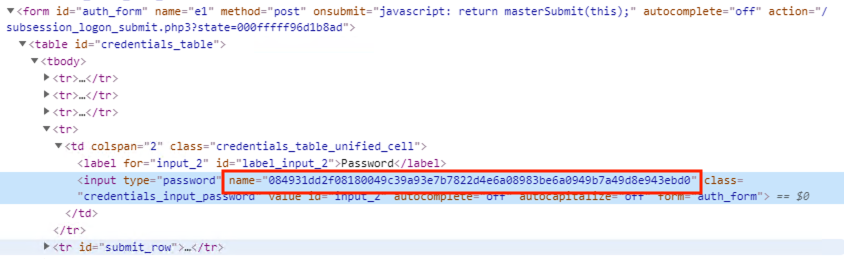 ▼<form id="auth_form" name="e1" method="post" onsubmit="javascript: return masterSubmit(this);" autocomplete="off" action="/
subsession_logon_submit.php3?state=000fffff96d1b8ad">
▼<table id="credentials_table">
▼<tbody>
▶<tr>…</tr>
▶<tr>…</tr>
▶<tr>…</tr>
▼<tr>
▼<td colspan="2" class="credentials_table_unified_cell">
<label for="input_2" id="label_input_2">Password</label>
<input type="password" name="084931dd2f08180049c39a93e7b7822d4e6a08983be6a0949b7a49d8e943ebd0" class=
"credentials_input_password" value id="input_2" autocomplete="off" autocapitalize="off" form="auth_form"> == $0
</td>
</tr>
▶<tr id="submit_row">…</tr>